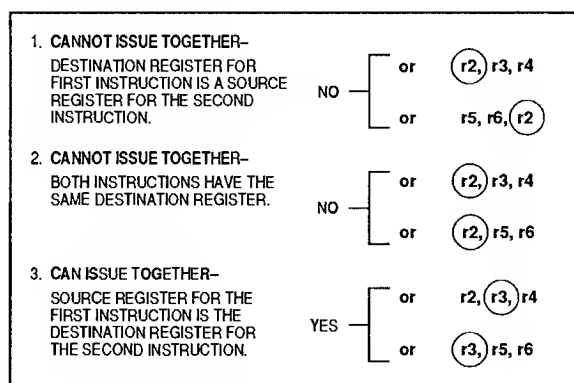 1. CANNOT ISSUE TOGETHER–
DESTINATION REGISTER FOR
FIRST INSTRUCTION IS A SOURCE
REGISTER FOR THE SECOND
INSTRUCTION.
NO
or r2, r3, r4
or r5, r6, r2
2. CANNOT ISSUE TOGETHER–
BOTH INSTRUCTIONS HAVE THE
SAME DESTINATION REGISTER.
NO
or r2, r3, r4
or r2, r5, r6
3. CAN ISSUE TOGETHER–
SOURCE REGISTER FOR THE
FIRST INSTRUCTION IS THE
DESTINATION REGISTER FOR
THE SECOND INSTRUCTION.
YES
or r2, r3, r4
or r3, r5, r6